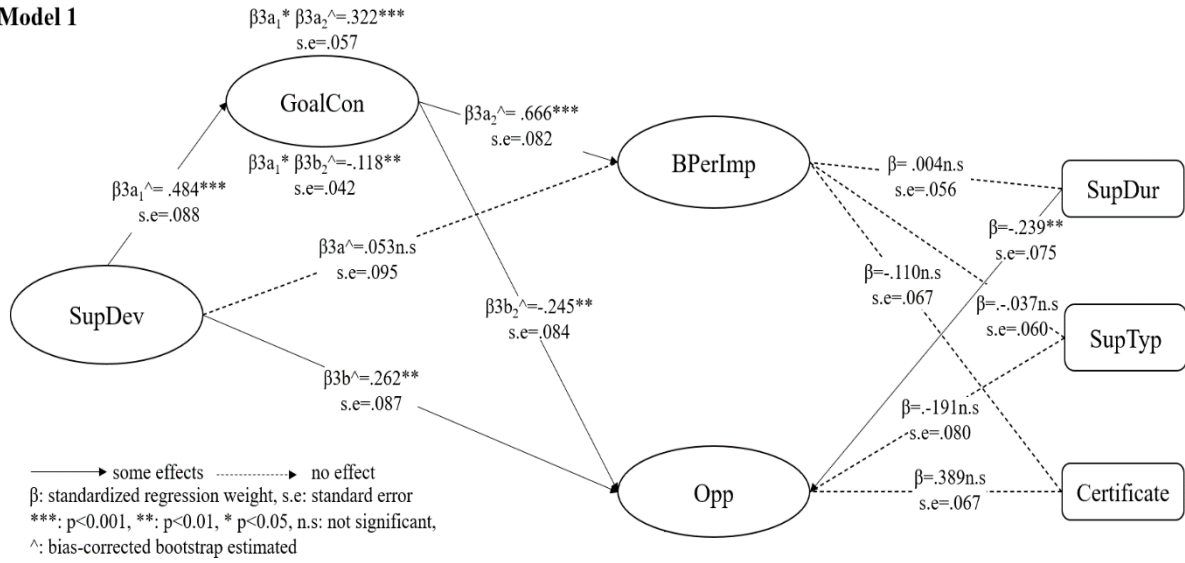 Model 1
β3a₁* β3a₂^=.322***
s.e=.057
GoalCon
β3a₁* β3b₂^=-.118**
s.e=.042
β3a₂^= .666***
s.e=.082
BPerImp
β= .004n.s
s.e=.056
SupDur
β3a₁^= .484***
s.e=.088
β=-.239**
s.e=.075
β3a^=.053n.s
s.e=.095
β=-.110n.s
s.e=.067
SupDev
β3b₂^=-.245**
s.e=.084
β=.-.037n.s
s.e=.060
SupTyp
β3b^=.262**
s.e=.087
β=.-191n.s
s.e=.080
some effects
no effect
β: standardized regression weight, s.e: standard error
***: p<0.001, **: p<0.01, * p<0.05, n.s: not significant,
^: bias-corrected bootstrap estimated
Opp
β=.389n.s
s.e=.067
Certificate